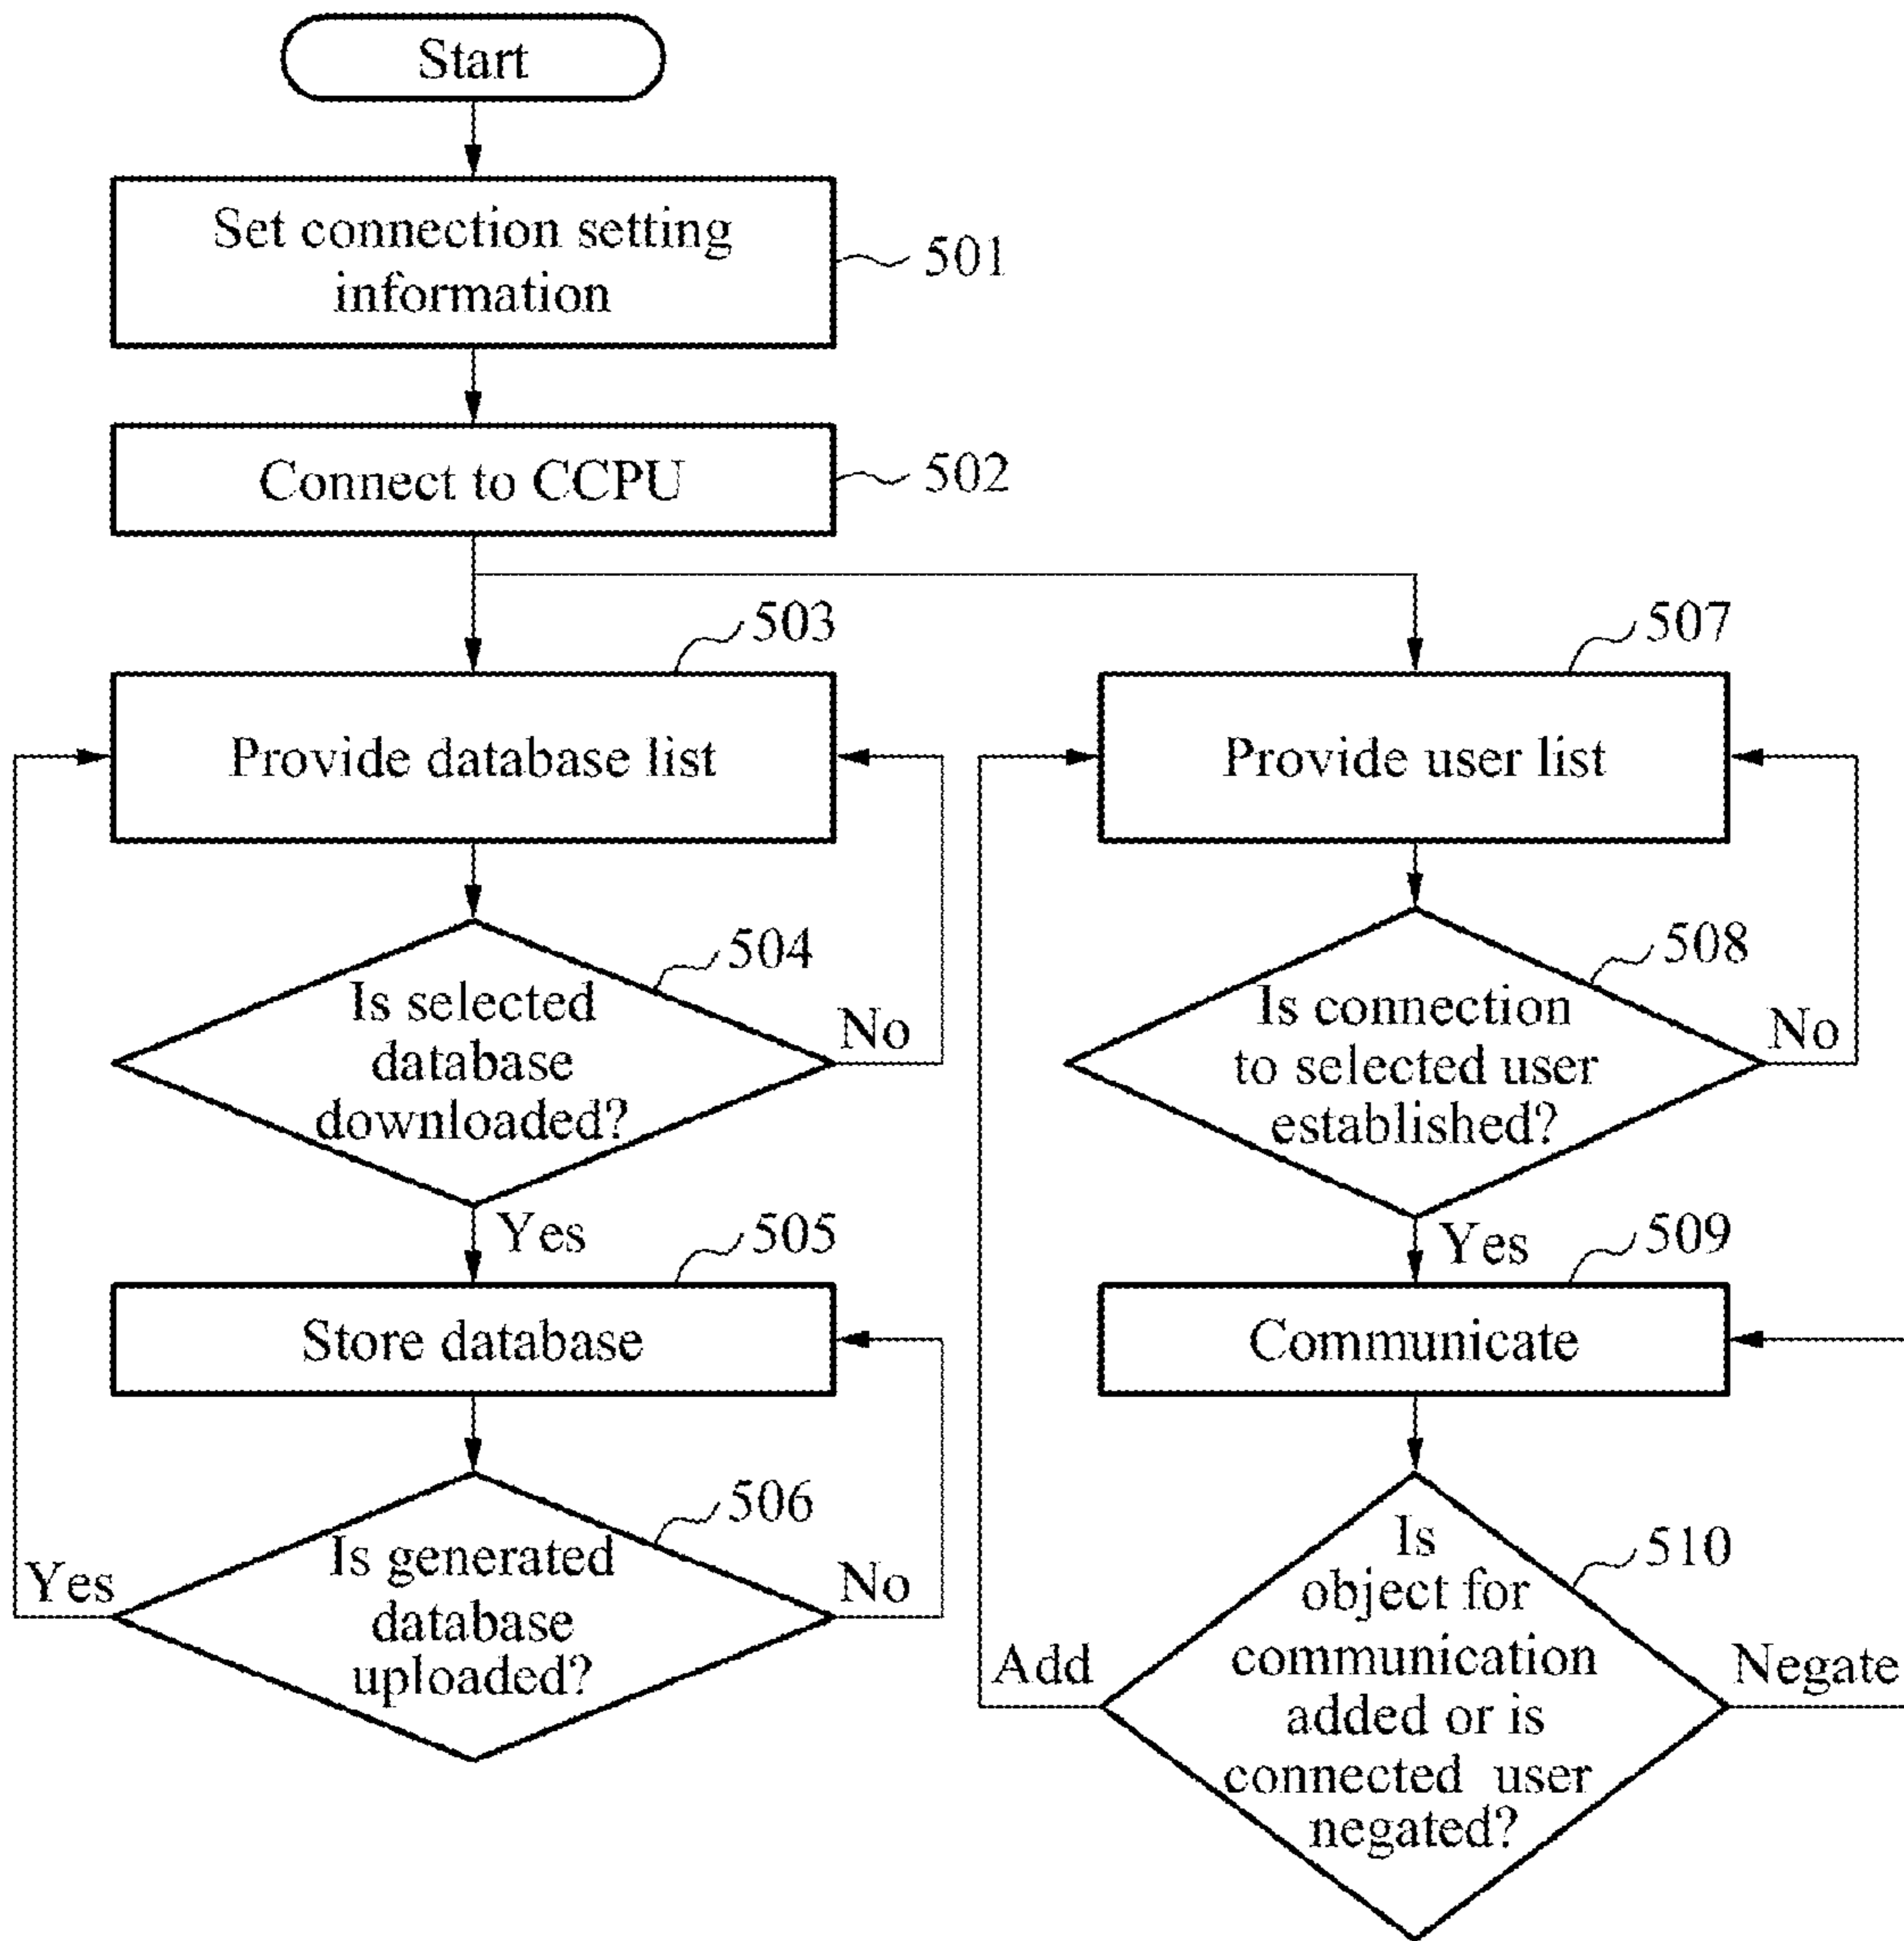 Start
Set connection setting
information
501
Connect to CCPU
502
503
Provide database list
504
Is selected
database
downloaded?
No
Yes
505
Store database
506
Is generated
database
uploaded?
Yes
No
507
Provide user list
508
Is connection
to selected user
established?
No
Yes
509
Communicate
510
Is
object for
communication
added or is
connected user
negated?
Add
Negate